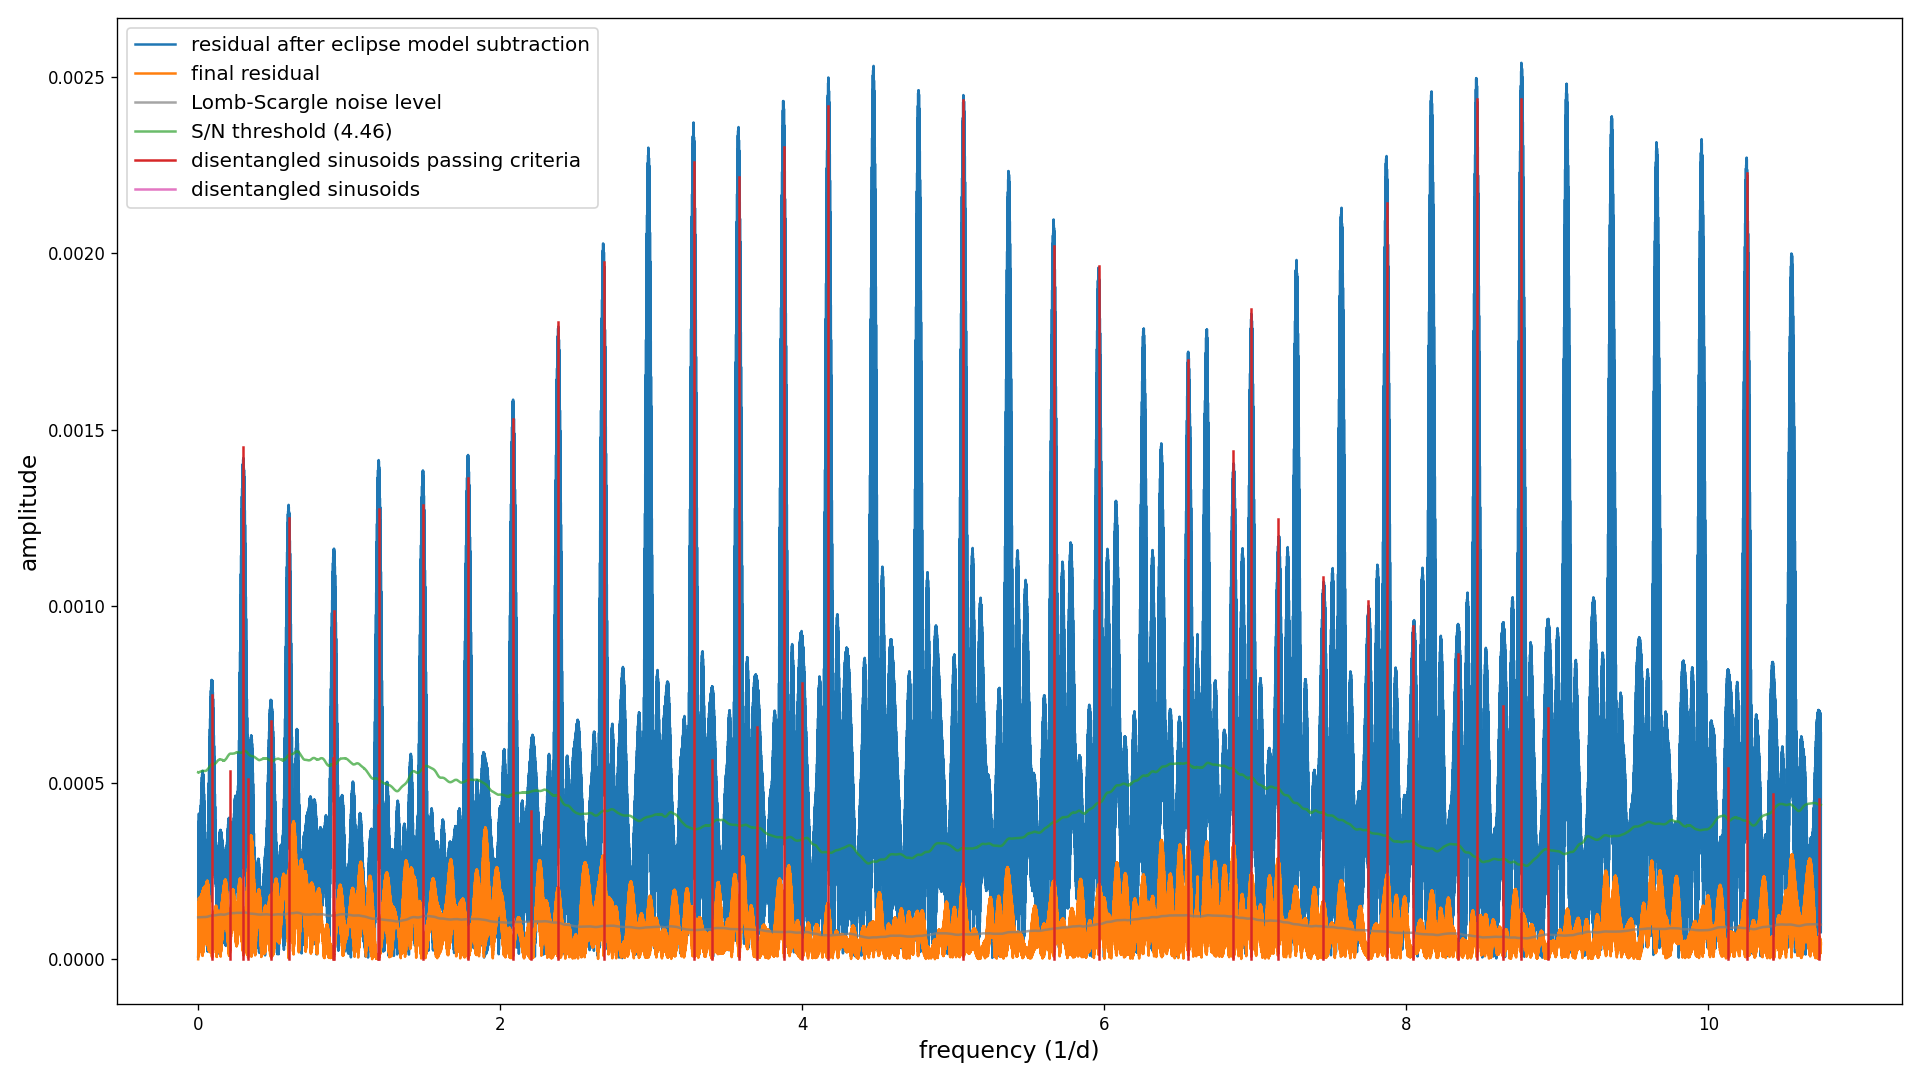 residual after eclipse model subtraction
final residual
Lomb-Scargle noise level
S/N threshold (4.46)
disentangled sinusoids passing criteria
disentangled sinusoids
0.0025
0.0020
0.0015
0.0010
0.0005
0.0000
amplitude
0 2 4 6 8 10
frequency (1/d)